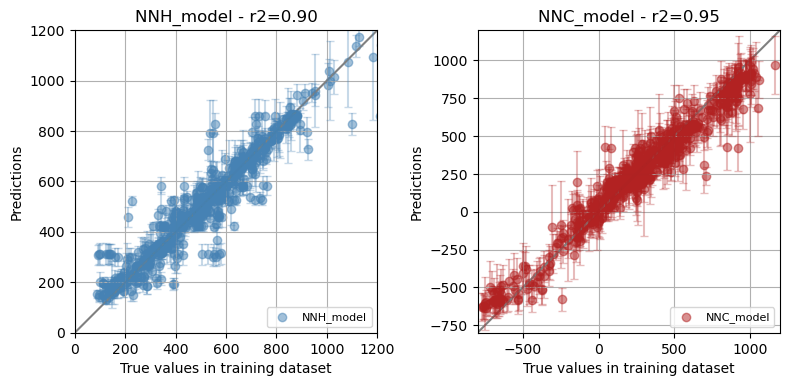 NNH_model - r2=0.90
1200
1000
800
600
400
200
0
Predictions
0 200 400 600 800 1000 1200
True values in training dataset
NNH_model
NNC_model - r2=0.95
1000
750
500
250
0
−250
−500
−750
Predictions
−500 0 500 1000
True values in training dataset
NNC_model